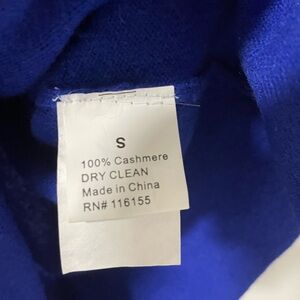 S
100% Cashmere
DRY CLEAN
Made in China
RN# 116155